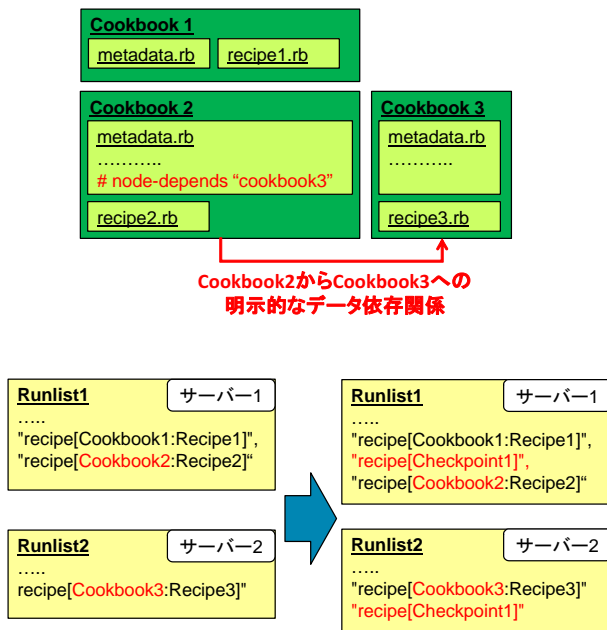 Cookbook 1
metadata.rb
recipe1.rb
Cookbook 2
metadata.rb
………..
# node-depends “cookbook3”
recipe2.rb
Cookbook 3
metadata.rb
………..
recipe3.rb
Cookbook2からCookbook3への
明示的なデータ依存関係
Runlist1
サーバー1
…..
"recipe[Cookbook1:Recipe1]",
"recipe[Cookbook2:Recipe2]“
Runlist2
サーバー2
…..
recipe[Cookbook3:Recipe3]"
Runlist1
サーバー1
…..
"recipe[Cookbook1:Recipe1]",
"recipe[Checkpoint1]",
"recipe[Cookbook2:Recipe2]“
Runlist2
サーバー2
…..
"recipe[Cookbook3:Recipe3]"
"recipe[Checkpoint1]"